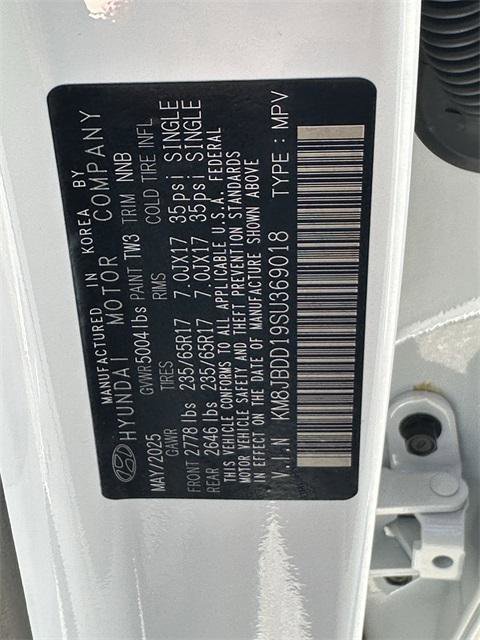 MANUFACTURED IN KOREA BY
HYUNDAI MOTOR COMPANY
MAY/2025 GVWR 5004 lbs PAINT TW3 TRIM NNB
GAWR TIRES RIMS COLD TIRE INFL
FRONT 2778 lbs 235/65R17 7.0JX17 35psi SINGLE
REAR 2646 lbs 235/65R17 7.0JX17 35psi SINGLE
THIS VEHICLE CONFORMS TO ALL APPLICABLE U.S.A. FEDERAL
MOTOR VEHICLE SAFETY AND THEFT PREVENTION STANDARDS
IN EFFECT ON THE DATE OF MANUFACTURE SHOWN ABOVE
V.I.N KM8JBDD19SU369018 TYPE : MPV